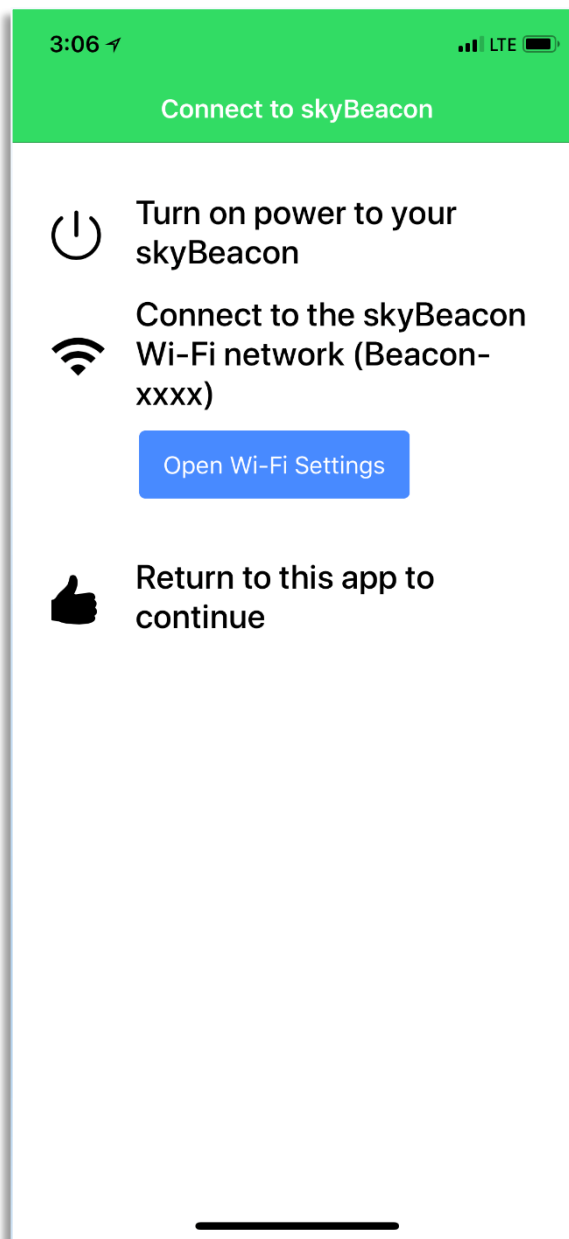 3:06 LTE
Connect to skyBeacon
Turn on power to your
skyBeacon
Connect to the skyBeacon
Wi-Fi network (Beacon-
xxxx)
Open Wi-Fi Settings
Return to this app to
continue